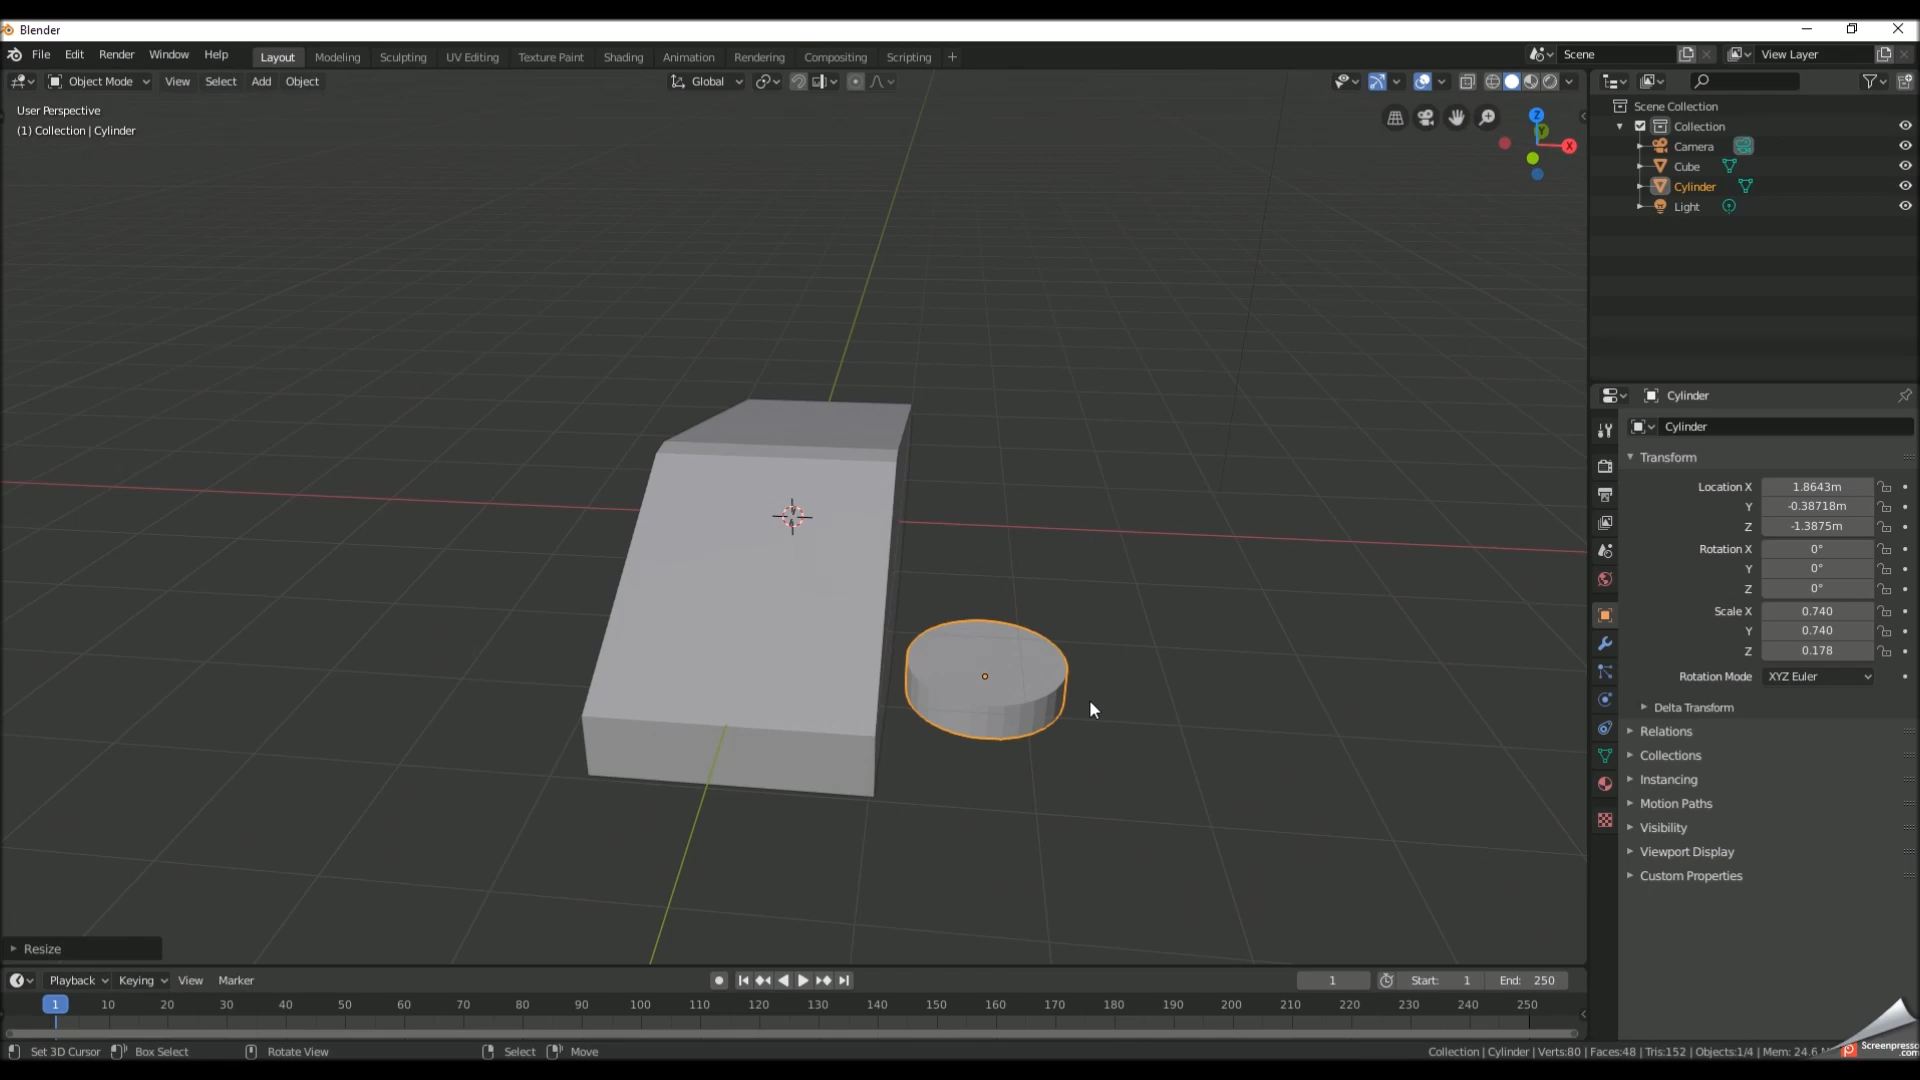 Blender
File Edit Render Window Help Layout Modeling Sculpting UV Editing Texture Paint Shading Animation Rendering Compositing Scripting + Scene View Layer
Object Mode View Select Add Object Global
User Perspective
(1) Collection | Cylinder
Z
Y
X
Scene Collection
Collection
Camera
Cube
Cylinder
Light
Cylinder
Cylinder
Transform
Location X 1.8643m
Y -0.38718m
Z -1.3875m
Rotation X 0°
Y 0°
Z 0°
Scale X 0.740
Y 0.740
Z 0.178
Rotation Mode XYZ Euler
Delta Transform
Relations
Collections
Instancing
Motion Paths
Visibility
Viewport Display
Custom Properties
Resize
Playback Keying View Marker 1 Start: 1 End: 250
1 10 20 30 40 50 60 70 80 90 100 110 120 130 140 150 160 170 180 190 200 210 220 230 240 250
Set 3D Cursor Box Select Rotate View Select Move Collection | Cylinder | Verts:80 | Faces:48 | Tris:152 | Objects:1/4 | Mem: 24.6
Screenpresso
.com